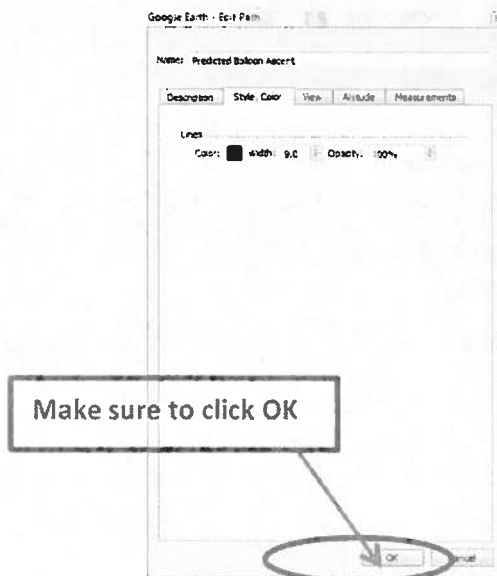 Google Earth - Edit Path
Name: Predicted Balloon Ascent
Description Style, Color View Altitude Measurements
Lines
Color: Width: 9.0 Opacity: 100%
Make sure to click OK
OK Cancel